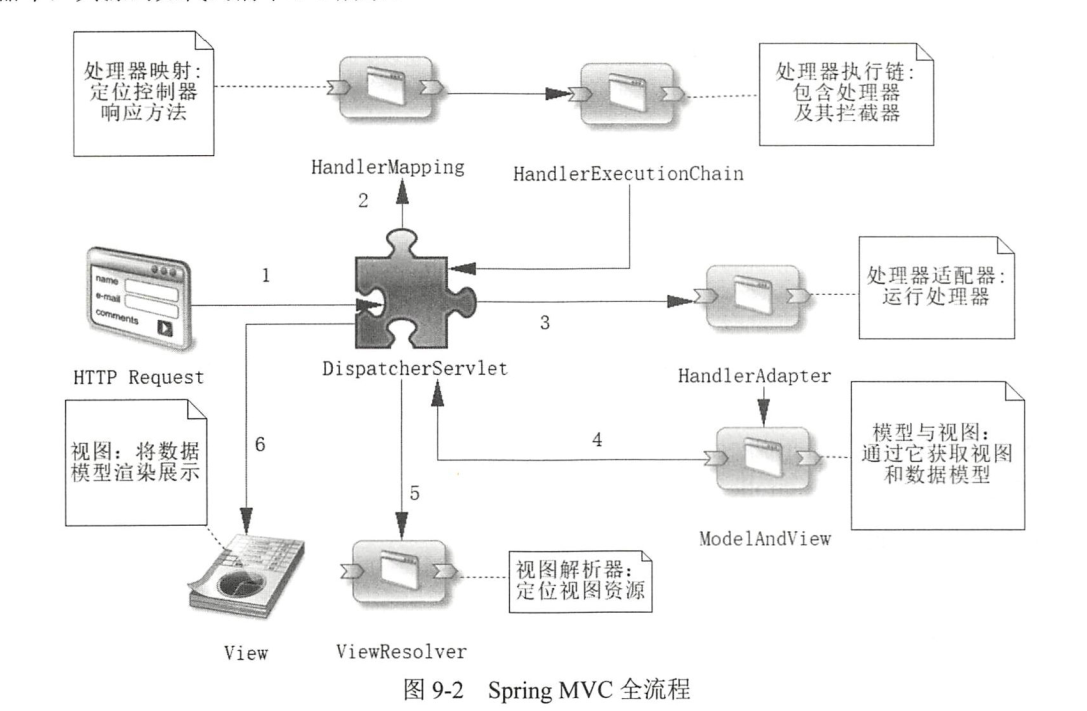 处理器映射:
定位控制器
响应方法
处理器执行链:
包含处理器
及其拦截器
HandlerMapping
HandlerExecutionChain
2
1
name
e-mail
comments
3
处理器适配器:
运行处理器
HTTP Request
DispatcherServlet
HandlerAdapter
视图: 将数据
模型渲染展示
6
4
模型与视图:
通过它获取视图
和数据模型
5
ModelAndView
视图解析器:
定位视图资源
View
ViewResolver
图 9-2 Spring MVC 全流程